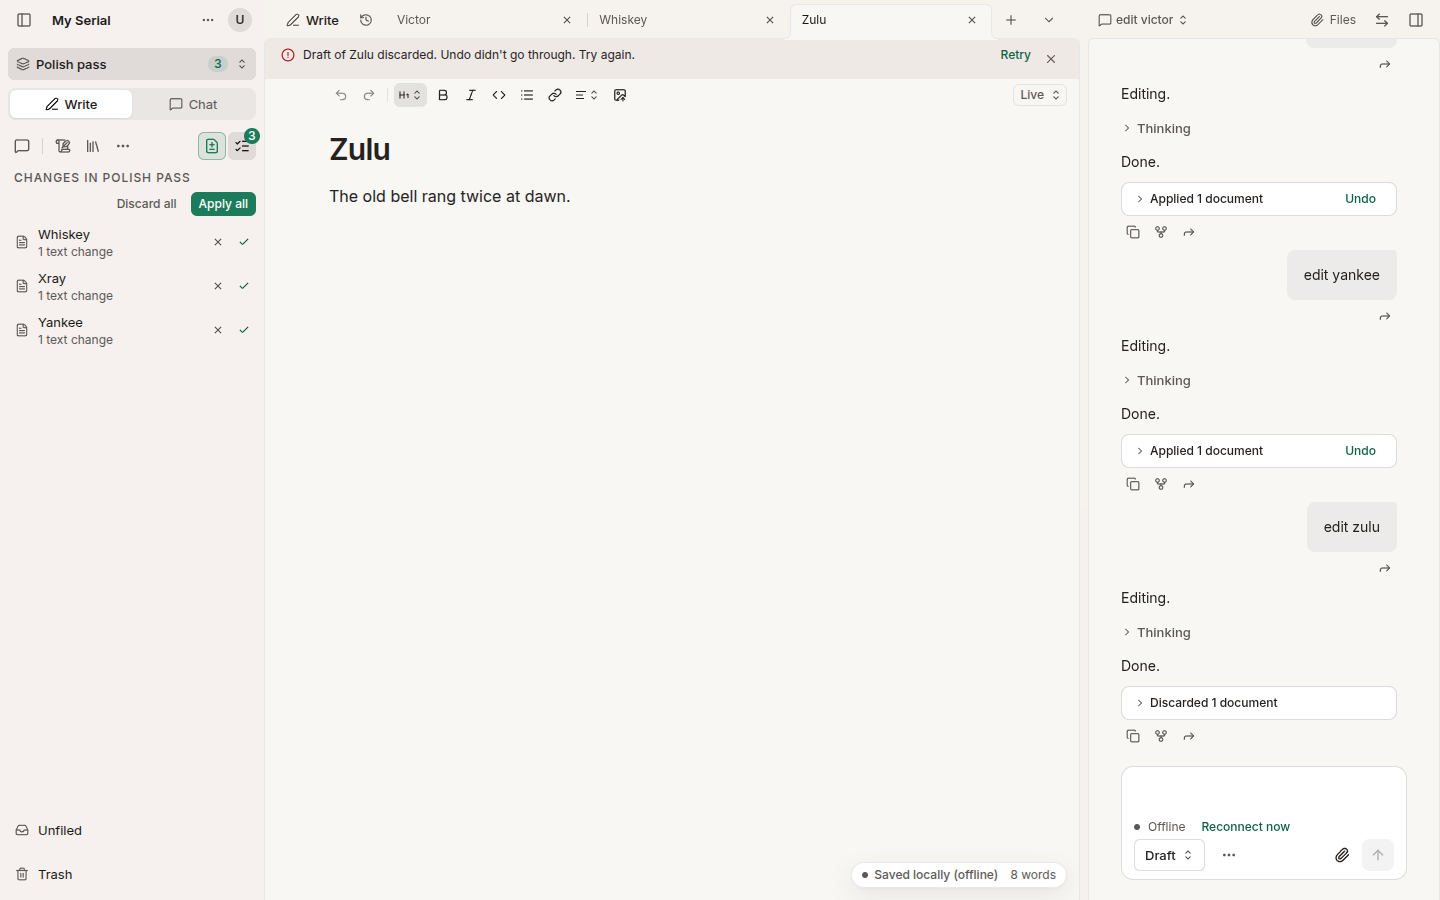 My Serial
U
Polish pass
3
Write
Chat
3
CHANGES IN POLISH PASS
Discard all
Apply all
Whiskey
1 text change
Xray
1 text change
Yankee
1 text change
Unfiled
Trash
Write
Victor
Whiskey
Zulu
Draft of Zulu discarded. Undo didn't go through. Try again.
Retry
H1
B
I
Live
Zulu
The old bell rang twice at dawn.
Saved locally (offline)
8 words
edit victor
Files
Editing.
Thinking
Done.
Applied 1 document
Undo
edit yankee
Editing.
Thinking
Done.
Applied 1 document
Undo
edit zulu
Editing.
Thinking
Done.
Discarded 1 document
Offline
Reconnect now
Draft